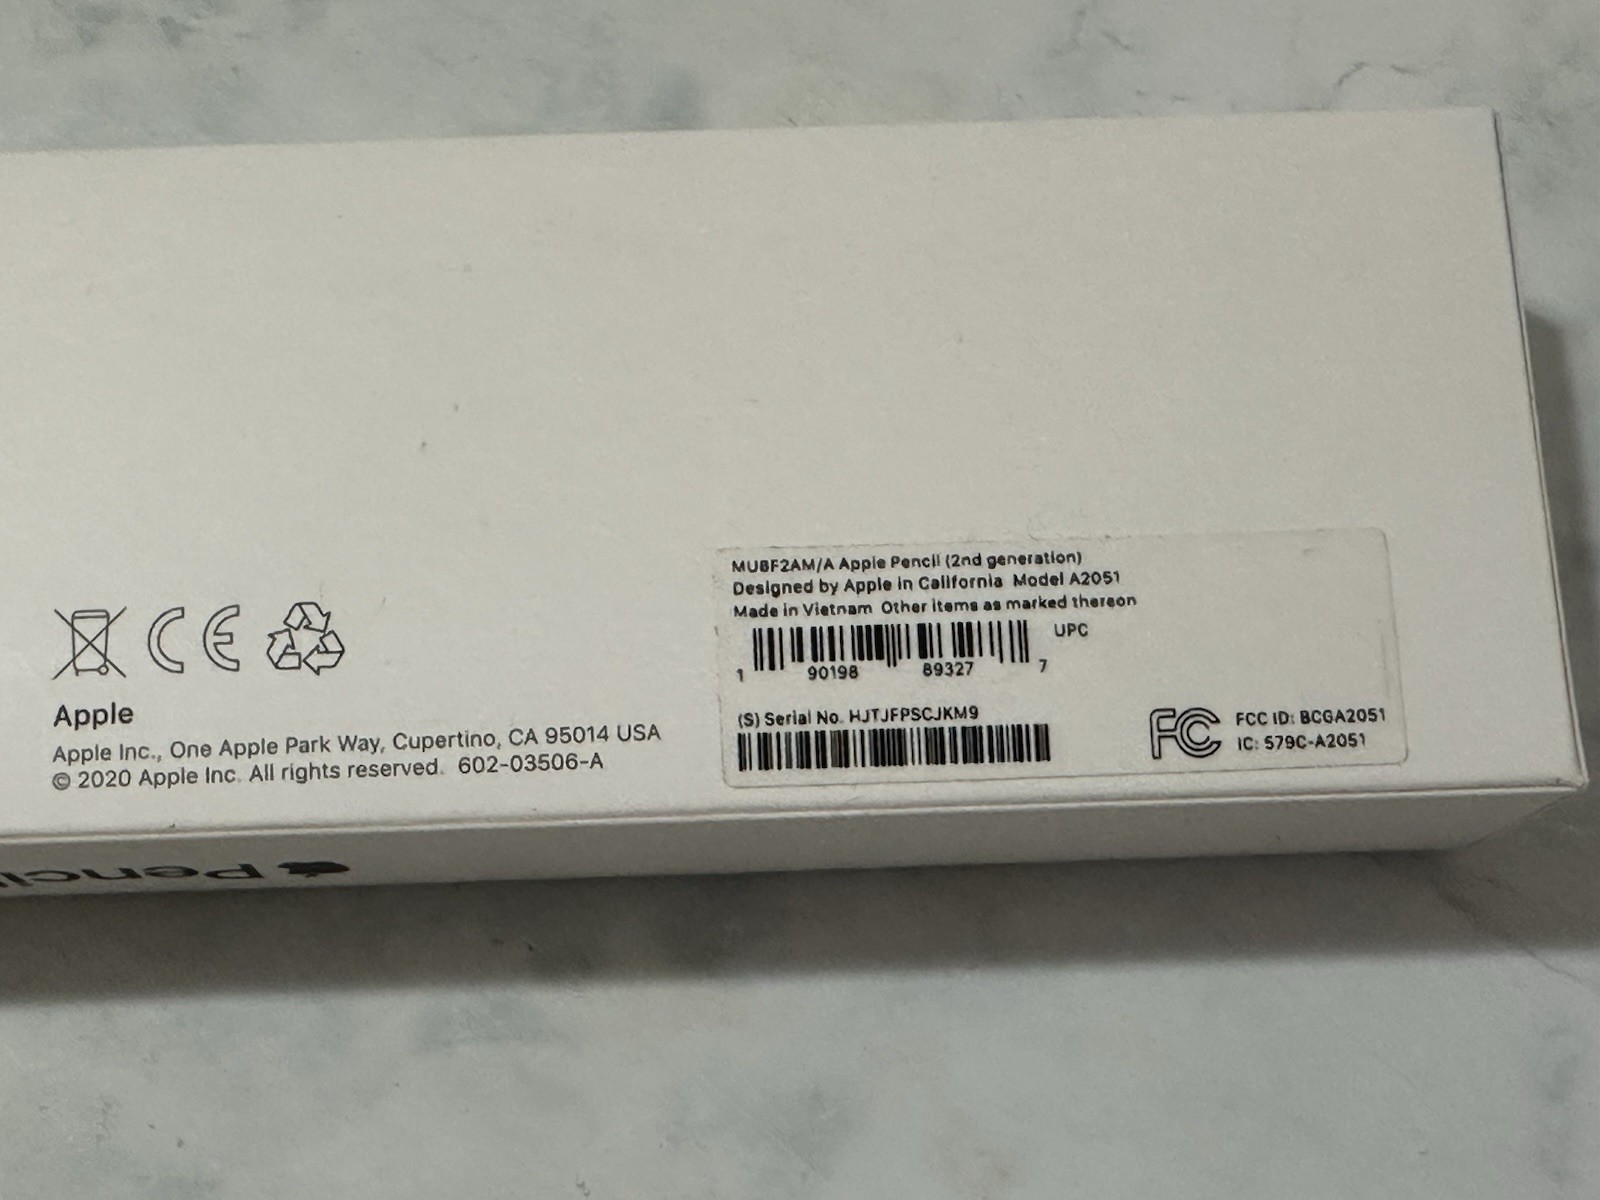 Apple
Apple Inc., One Apple Park Way, Cupertino, CA 95014 USA
© 2020 Apple Inc. All rights reserved. 602-03506-A
MU8F2AM/A Apple Pencil (2nd generation)
Designed by Apple in California Model A2051
Made in Vietnam Other items as marked thereon
UPC
1 90198 89327 7
(S) Serial No. HJTJFPSCJKM9
FCC ID: BCGA2051
IC: 579C-A2051
Pencil